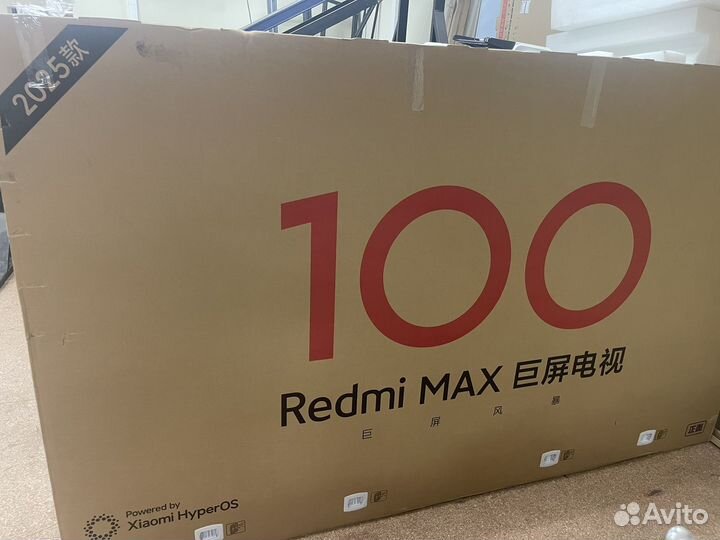 2025款
100
Redmi MAX 巨屏电视
巨屏风暴
正面
Powered by
Xiaomi HyperOS
Avito